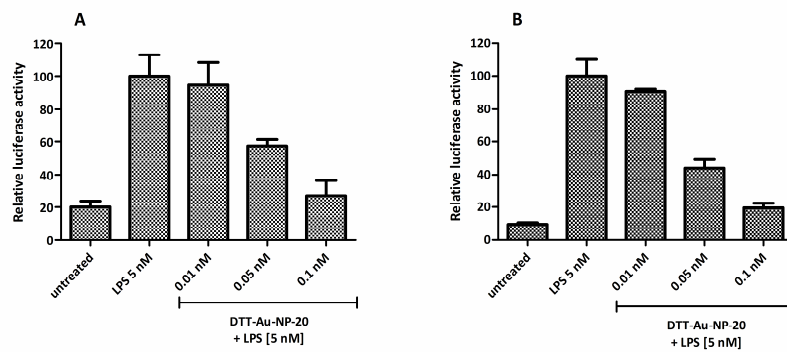 A
Relative luciferase activity
120
100
80
60
40
20
0
untreated
LPS 5 nM
0.01 nM
0.05 nM
0.1 nM
DTT-Au-NP-20
+ LPS [5 nM]
B
Relative luciferase activity
120
100
80
60
40
20
0
untreated
LPS 5 nM
0.01 nM
0.05 nM
0.1 nM
DTT-Au-NP-20
+ LPS [5 nM]